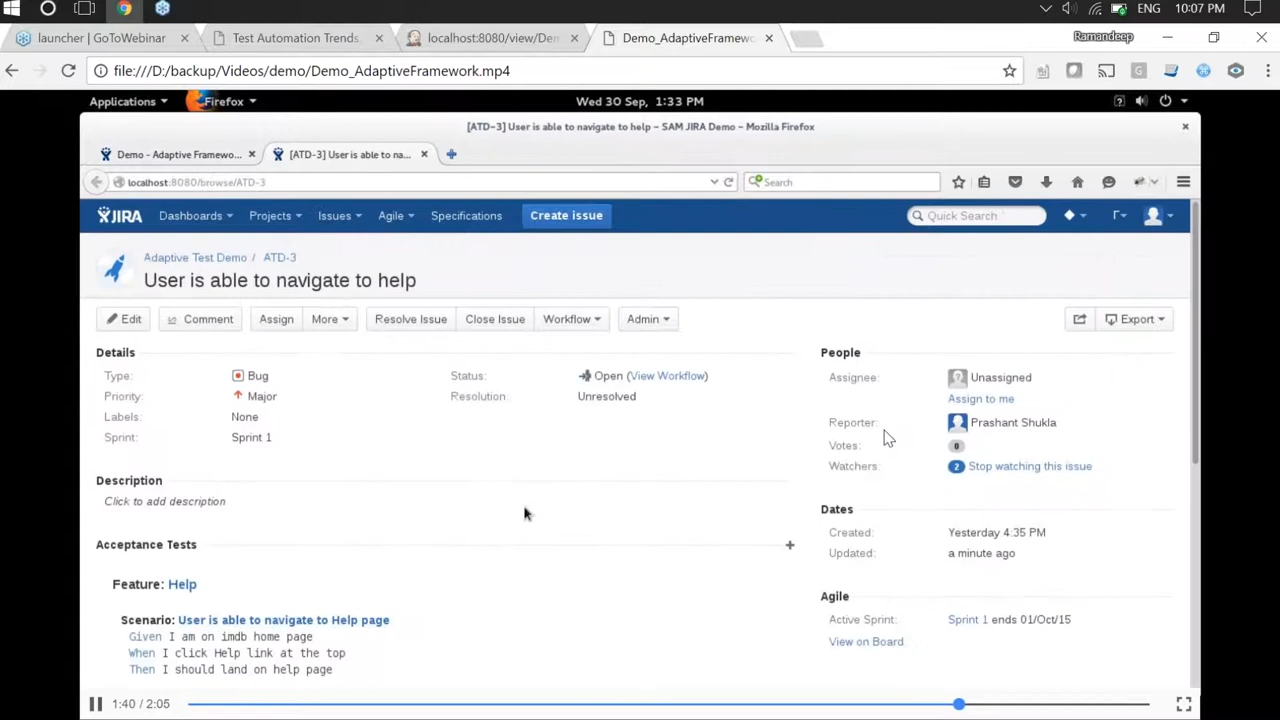 ENG 10:07 PM
launcher | GoToWebinar
Test Automation Trends,
localhost:8080/view/Dem
Demo_AdaptiveFramewo
Ramandeep
file:///D:/backup/Videos/demo/Demo_AdaptiveFramework.mp4
Applications Firefox Wed 30 Sep, 1:33 PM
[ATD-3] User is able to navigate to help – SAM JIRA Demo – Mozilla Firefox
Demo - Adaptive Framewo... [ATD-3] User is able to na...
localhost:8080/browse/ATD-3 Search
JIRA Dashboards Projects Issues Agile Specifications Create issue Quick Search
Adaptive Test Demo / ATD-3
User is able to navigate to help
Edit Comment Assign More Resolve Issue Close Issue Workflow Admin Export
Details
Type: Bug
Priority: Major
Labels: None
Sprint: Sprint 1
Status: Open (View Workflow)
Resolution: Unresolved
People
Assignee: Unassigned
Assign to me
Reporter: Prashant Shukla
Votes: 0
Watchers: 2 Stop watching this issue
Description
Click to add description
Dates
Created: Yesterday 4:35 PM
Updated: a minute ago
Acceptance Tests
Feature: Help
Scenario: User is able to navigate to Help page
Given I am on imdb home page
When I click Help link at the top
Then I should land on help page
Agile
Active Sprint: Sprint 1 ends 01/Oct/15
View on Board
1:40 / 2:05